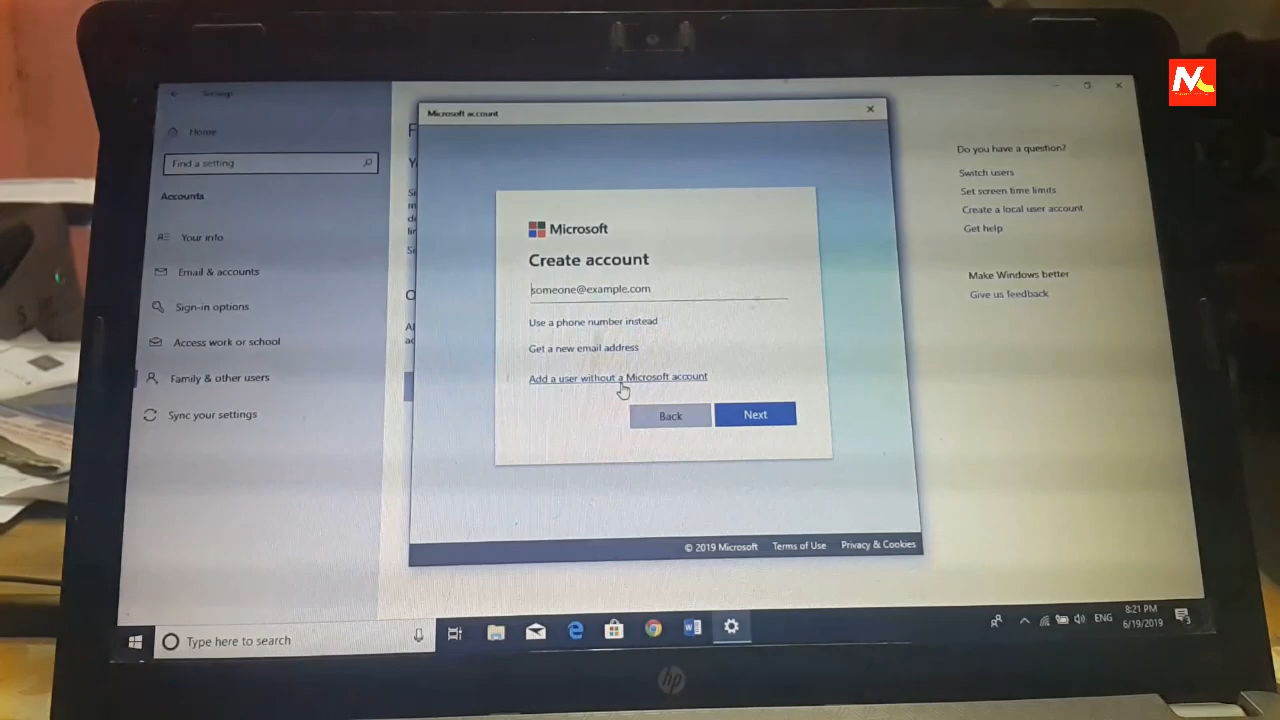 Settings
Home
Find a setting
Accounts
Your info
Email & accounts
Sign-in options
Access work or school
Family & other users
Sync your settings
Microsoft account
Microsoft
Create account
someone@example.com
Use a phone number instead
Get a new email address
Add a user without a Microsoft account
Back
Next
© 2019 Microsoft Terms of Use Privacy & Cookies
Do you have a question?
Switch users
Set screen time limits
Create a local user account
Get help
Make Windows better
Give us feedback
Type here to search
ENG
8:21 PM
6/19/2019
hp